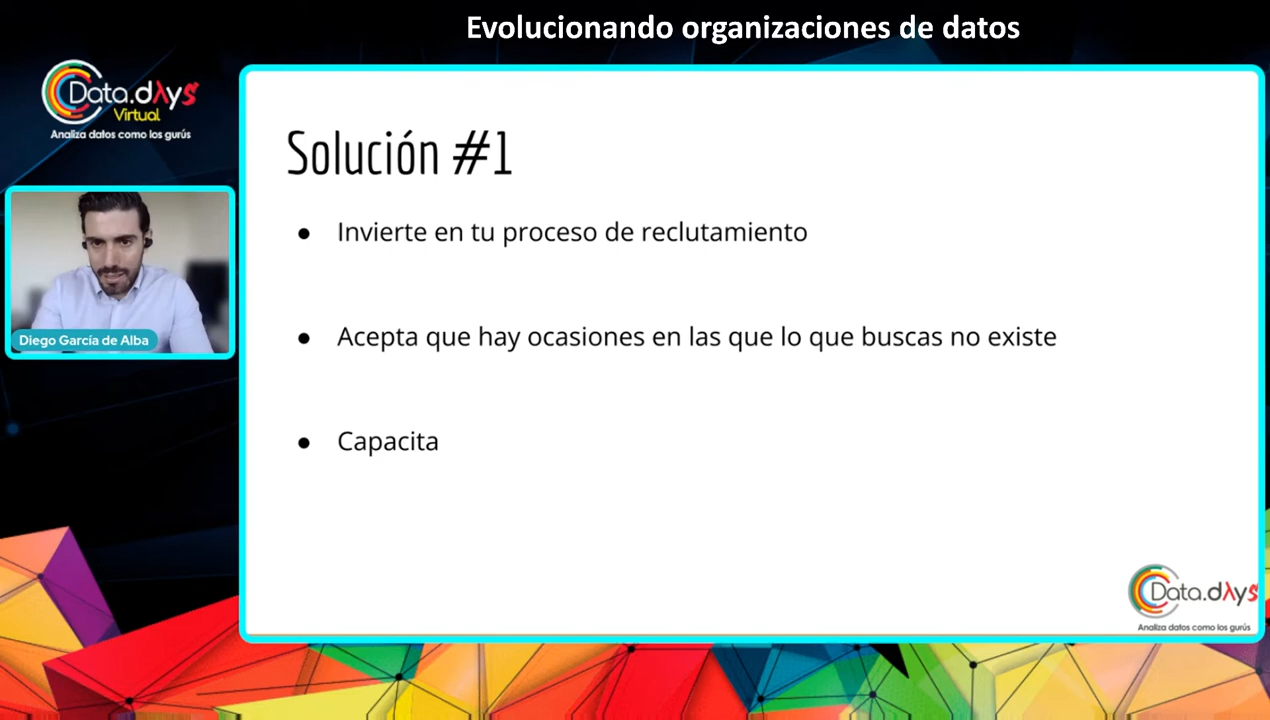 Evolucionando organizaciones de datos
Data.dλys
Virtual
Analiza datos como los gurús
Diego García de Alba
Solución #1
● Invierte en tu proceso de reclutamiento
● Acepta que hay ocasiones en las que lo que buscas no existe
● Capacita
Data.dλys
Analiza datos como los gurús